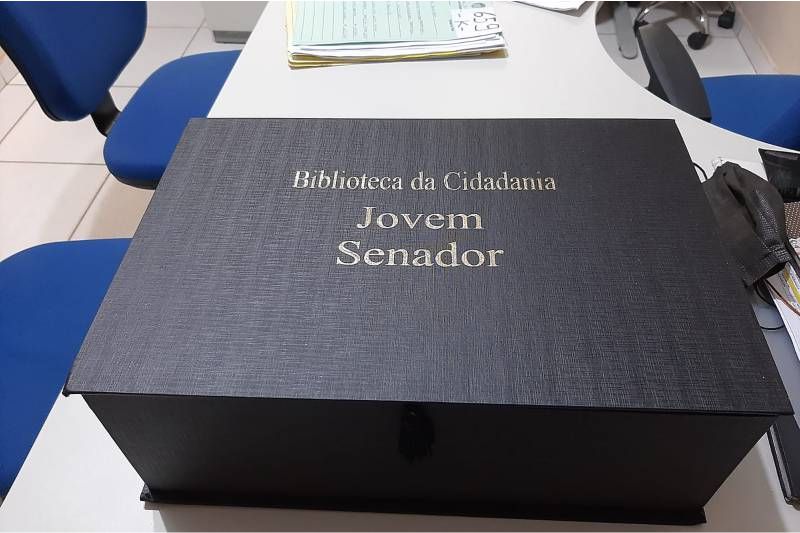 Biblioteca da Cidadania
Jovem
Senador